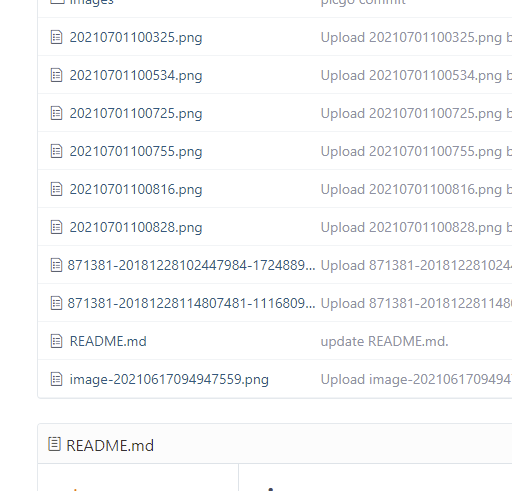 images picgo commit
20210701100325.png Upload 20210701100325.png b
20210701100534.png Upload 20210701100534.png b
20210701100725.png Upload 20210701100725.png b
20210701100755.png Upload 20210701100755.png b
20210701100816.png Upload 20210701100816.png b
20210701100828.png Upload 20210701100828.png b
871381-20181228102447984-1724889... Upload 871381-2018122810244
871381-20181228114807481-1116809... Upload 871381-201812281148
README.md update README.md.
image-20210617094947559.png Upload image-2021061709494
README.md